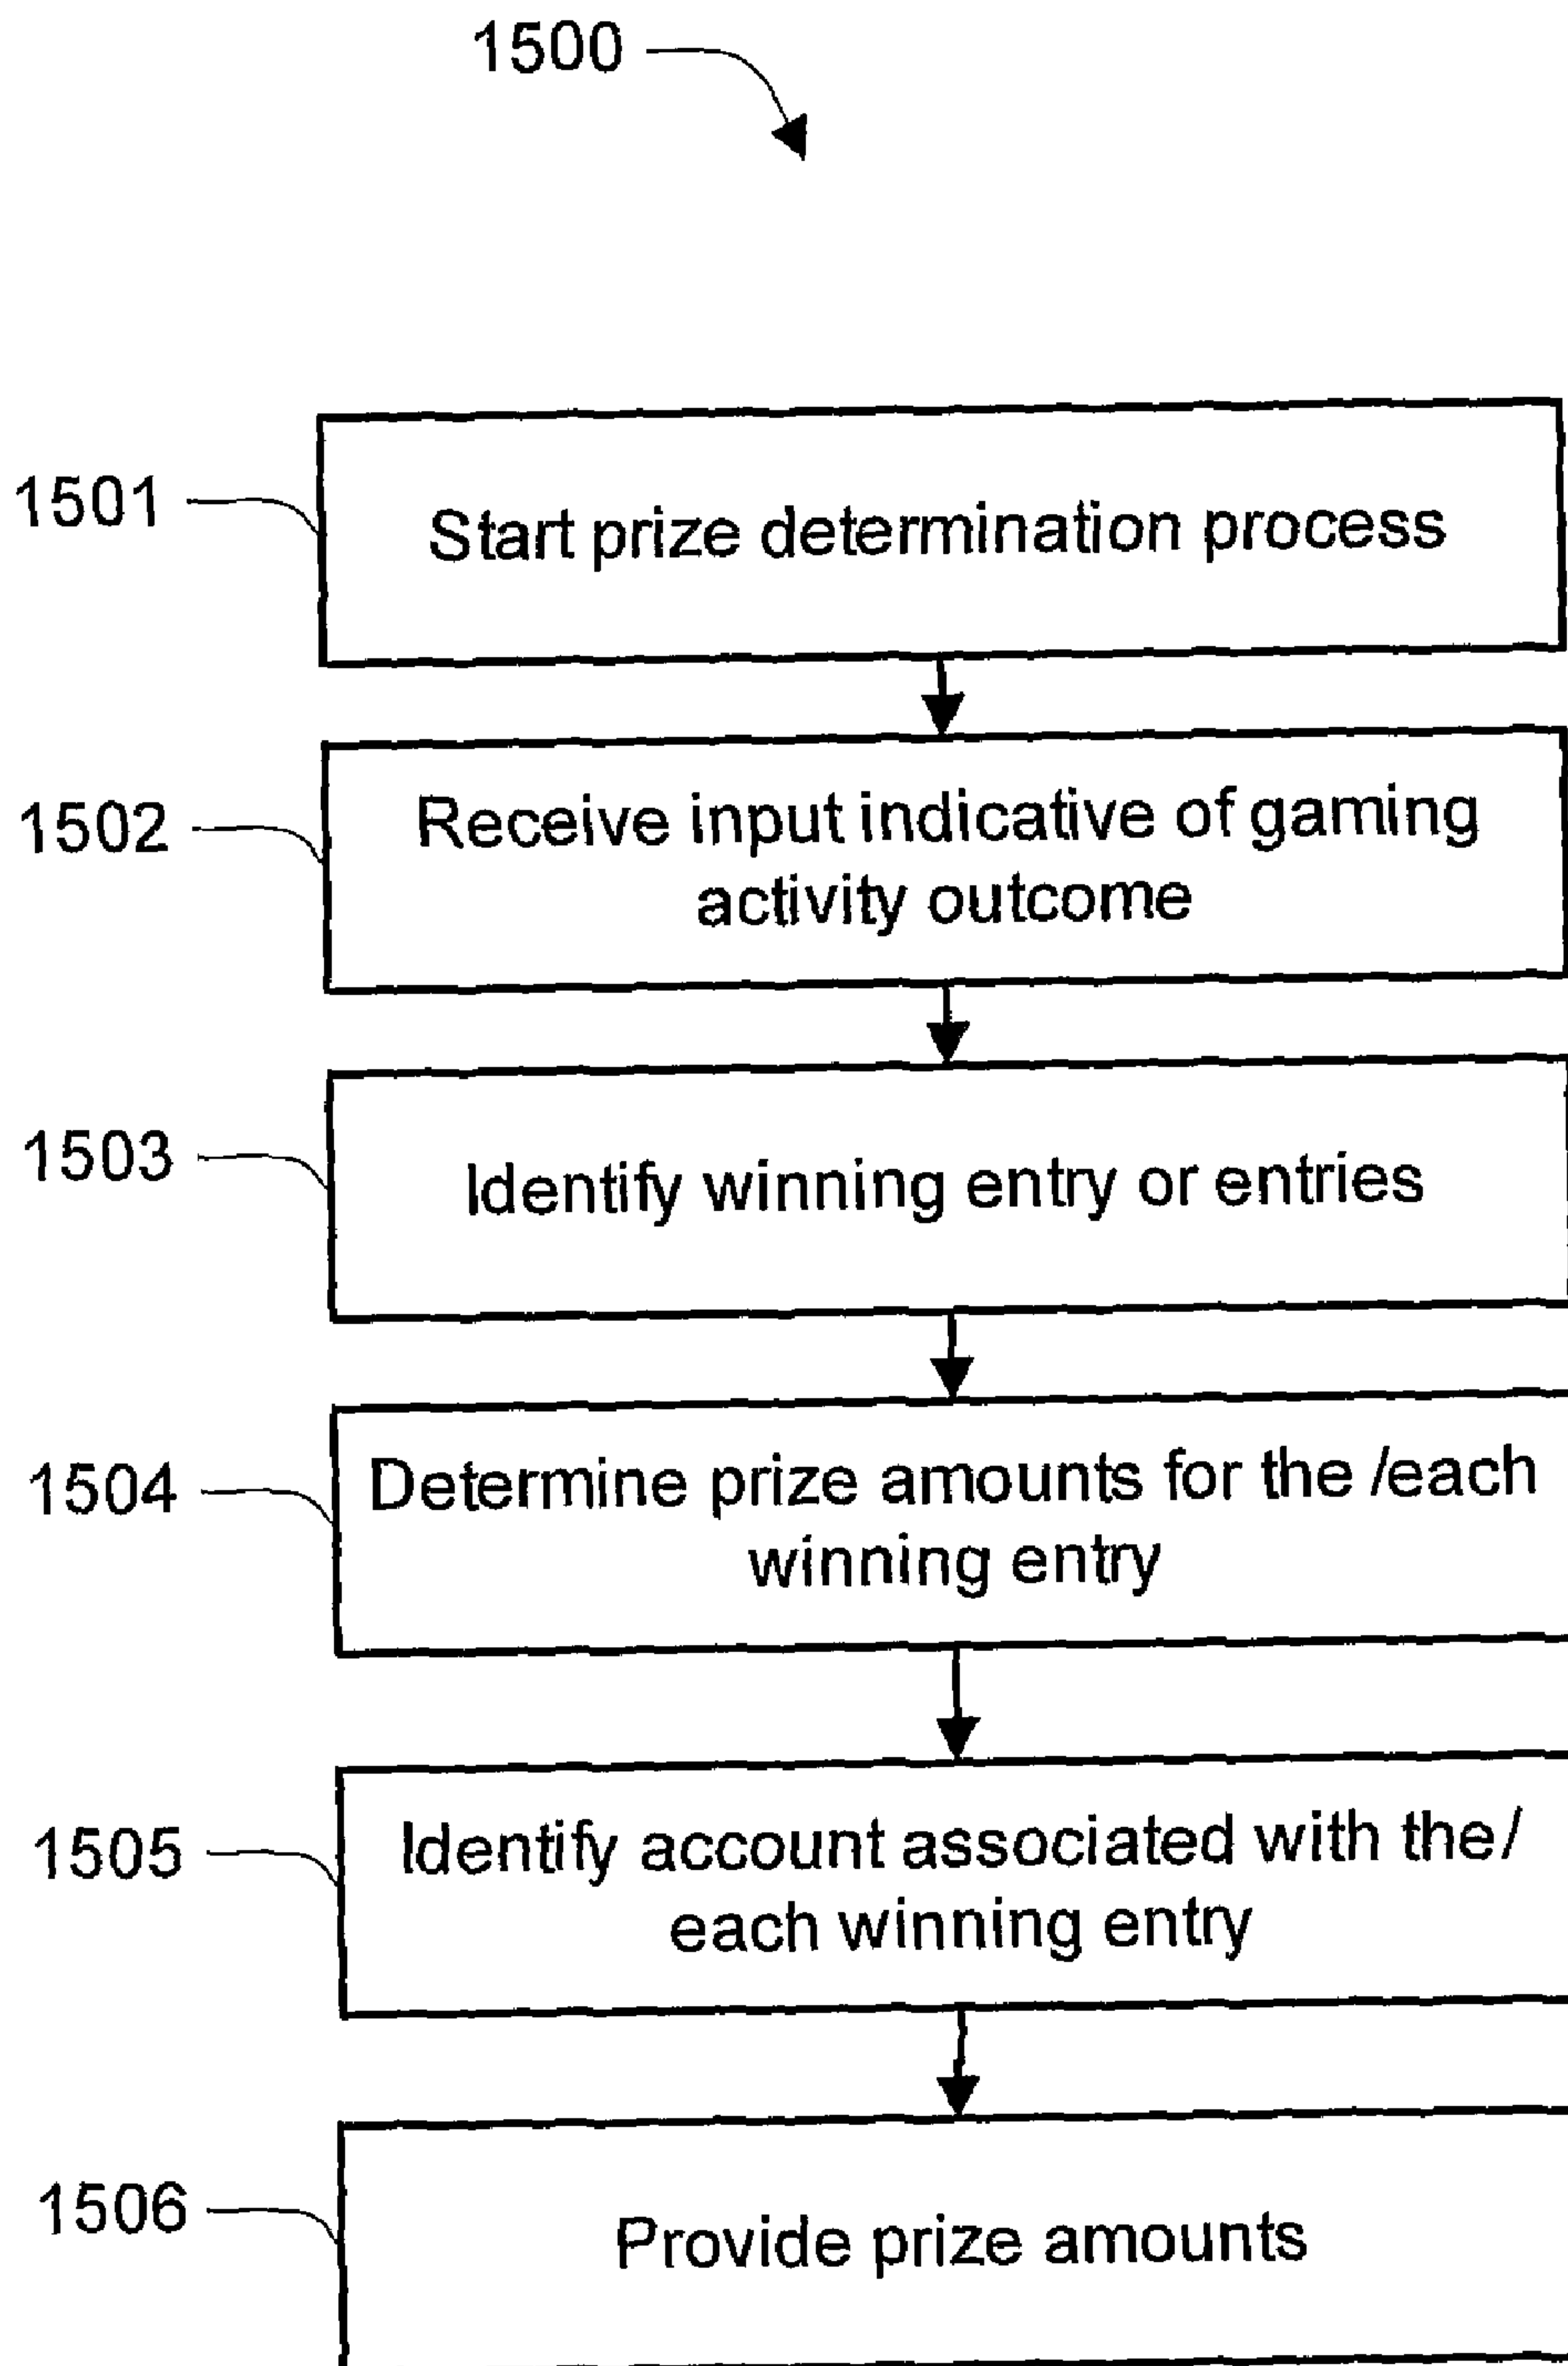 1500
1501
Start prize determination process
1502
Receive input indicative of gaming
activity outcome
1503
Identify winning entry or entries
1504
Determine prize amounts for the /each
winning entry
1505
Identify account associated with the/
each winning entry
1506
Provide prize amounts